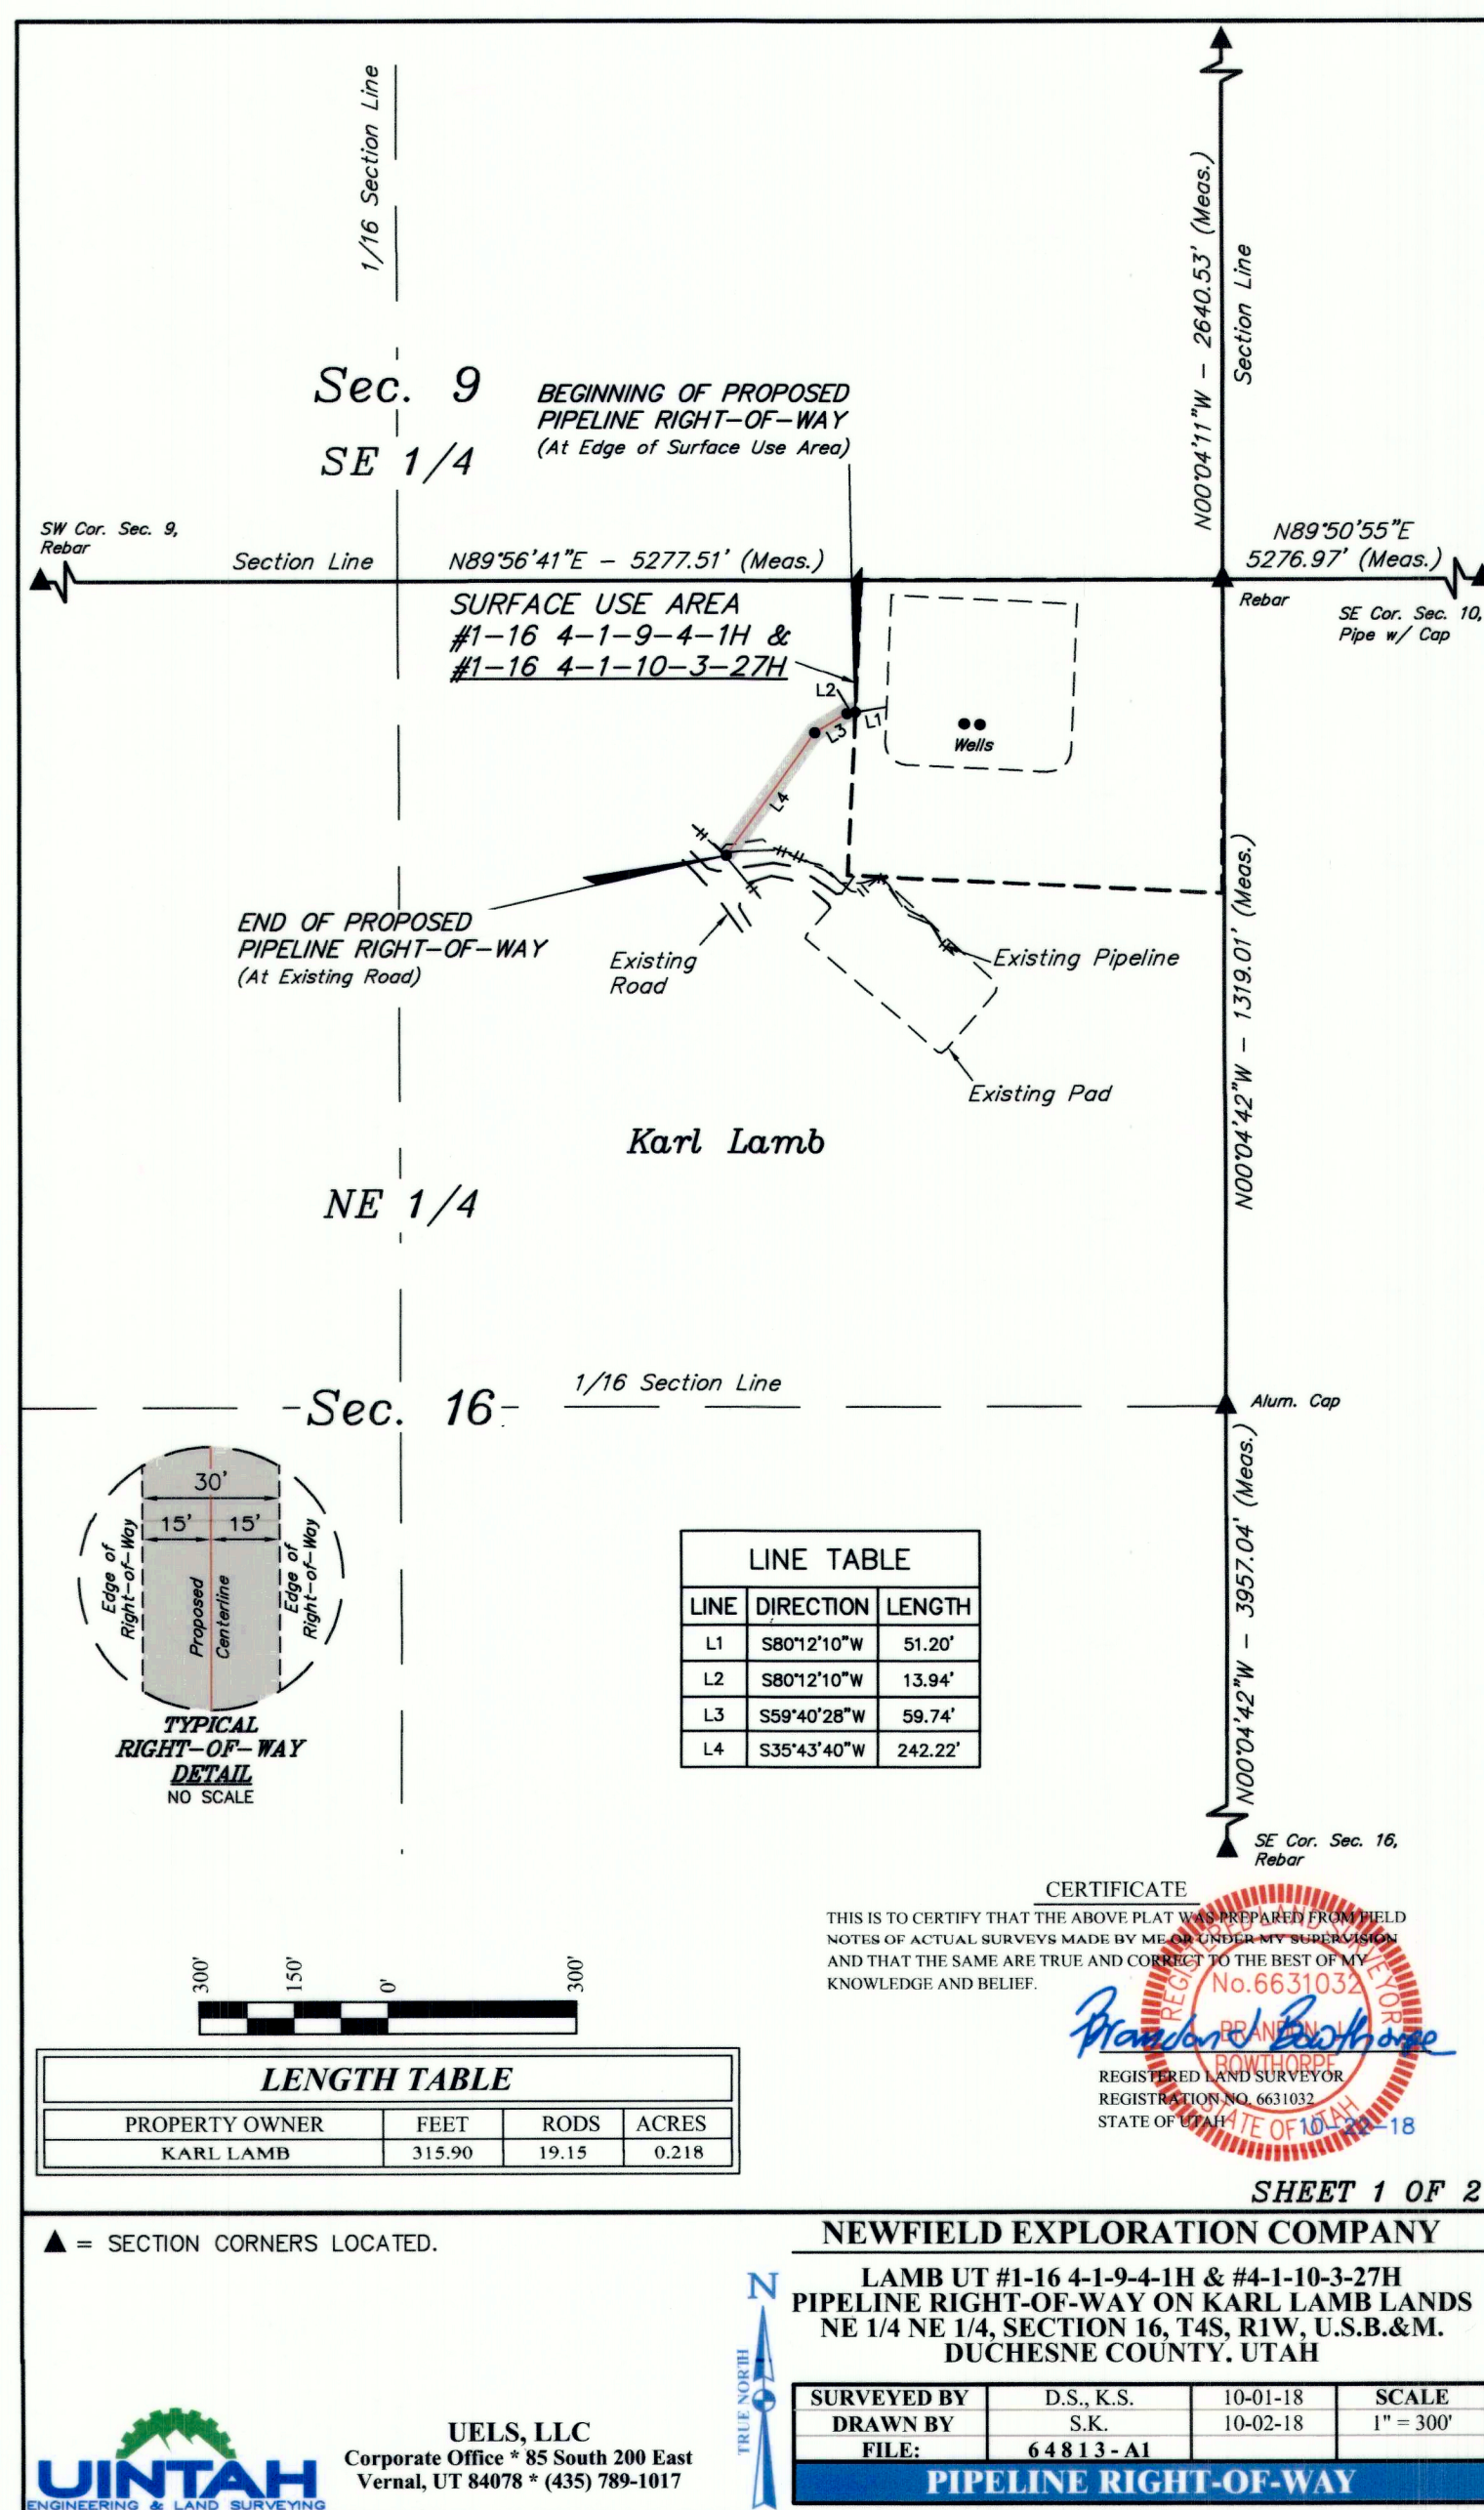 1/16 Section Line
N00°04'11"W - 2640.53' (Meas.)
Section Line
Sec. 9
SE 1/4
BEGINNING OF PROPOSED
PIPELINE RIGHT-OF-WAY
(At Edge of Surface Use Area)
SW Cor. Sec. 9,
Rebar
Section Line
N89°56'41"E - 5277.51' (Meas.)
N89°50'55"E
5276.97' (Meas.)
Rebar
SE Cor. Sec. 10,
Pipe w/ Cap
SURFACE USE AREA
#1-16 4-1-9-4-1H &
#1-16 4-1-10-3-27H
L2
L1
L3
L4
Wells
END OF PROPOSED
PIPELINE RIGHT-OF-WAY
(At Existing Road)
Existing
Road
Existing Pipeline
Existing Pad
N00°04'42"W - 1319.01' (Meas.)
Karl Lamb
NE 1/4
Sec. 16
1/16 Section Line
Alum. Cap
N00°04'42"W - 3957.04' (Meas.)
30'
15' 15'
Edge of
Right-of-Way
Proposed
Centerline
Edge of
Right-of-Way
TYPICAL
RIGHT-OF-WAY
DETAIL
NO SCALE
LINE TABLE
LINE DIRECTION LENGTH
L1 S80°12'10"W 51.20'
L2 S80°12'10"W 13.94'
L3 S59°40'28"W 59.74'
L4 S35°43'40"W 242.22'
SE Cor. Sec. 16,
Rebar
CERTIFICATE
THIS IS TO CERTIFY THAT THE ABOVE PLAT WAS PREPARED FROM FIELD
NOTES OF ACTUAL SURVEYS MADE BY ME OR UNDER MY SUPERVISION
AND THAT THE SAME ARE TRUE AND CORRECT TO THE BEST OF MY
KNOWLEDGE AND BELIEF.
REGISTERED LAND SURVEYOR
No.6631032
BRANDON J.
BOWTHORPE
STATE OF UTAH
Brandon J Bowthorpe
REGISTERED LAND SURVEYOR
REGISTRATION NO. 6631032
STATE OF UTAH
10-22-18
300' 150' 0' 300'
LENGTH TABLE
PROPERTY OWNER FEET RODS ACRES
KARL LAMB 315.90 19.15 0.218
SHEET 1 OF 2
▲ = SECTION CORNERS LOCATED.
NEWFIELD EXPLORATION COMPANY
LAMB UT #1-16 4-1-9-4-1H & #4-1-10-3-27H
PIPELINE RIGHT-OF-WAY ON KARL LAMB LANDS
NE 1/4 NE 1/4, SECTION 16, T4S, R1W, U.S.B.&M.
DUCHESNE COUNTY, UTAH
N
TRUE NORTH
SURVEYED BY D.S., K.S. 10-01-18 SCALE
DRAWN BY S.K. 10-02-18 1" = 300'
FILE: 64813-A1
PIPELINE RIGHT-OF-WAY
UINTAH
ENGINEERING & LAND SURVEYING
UELS, LLC
Corporate Office * 85 South 200 East
Vernal, UT 84078 * (435) 789-1017